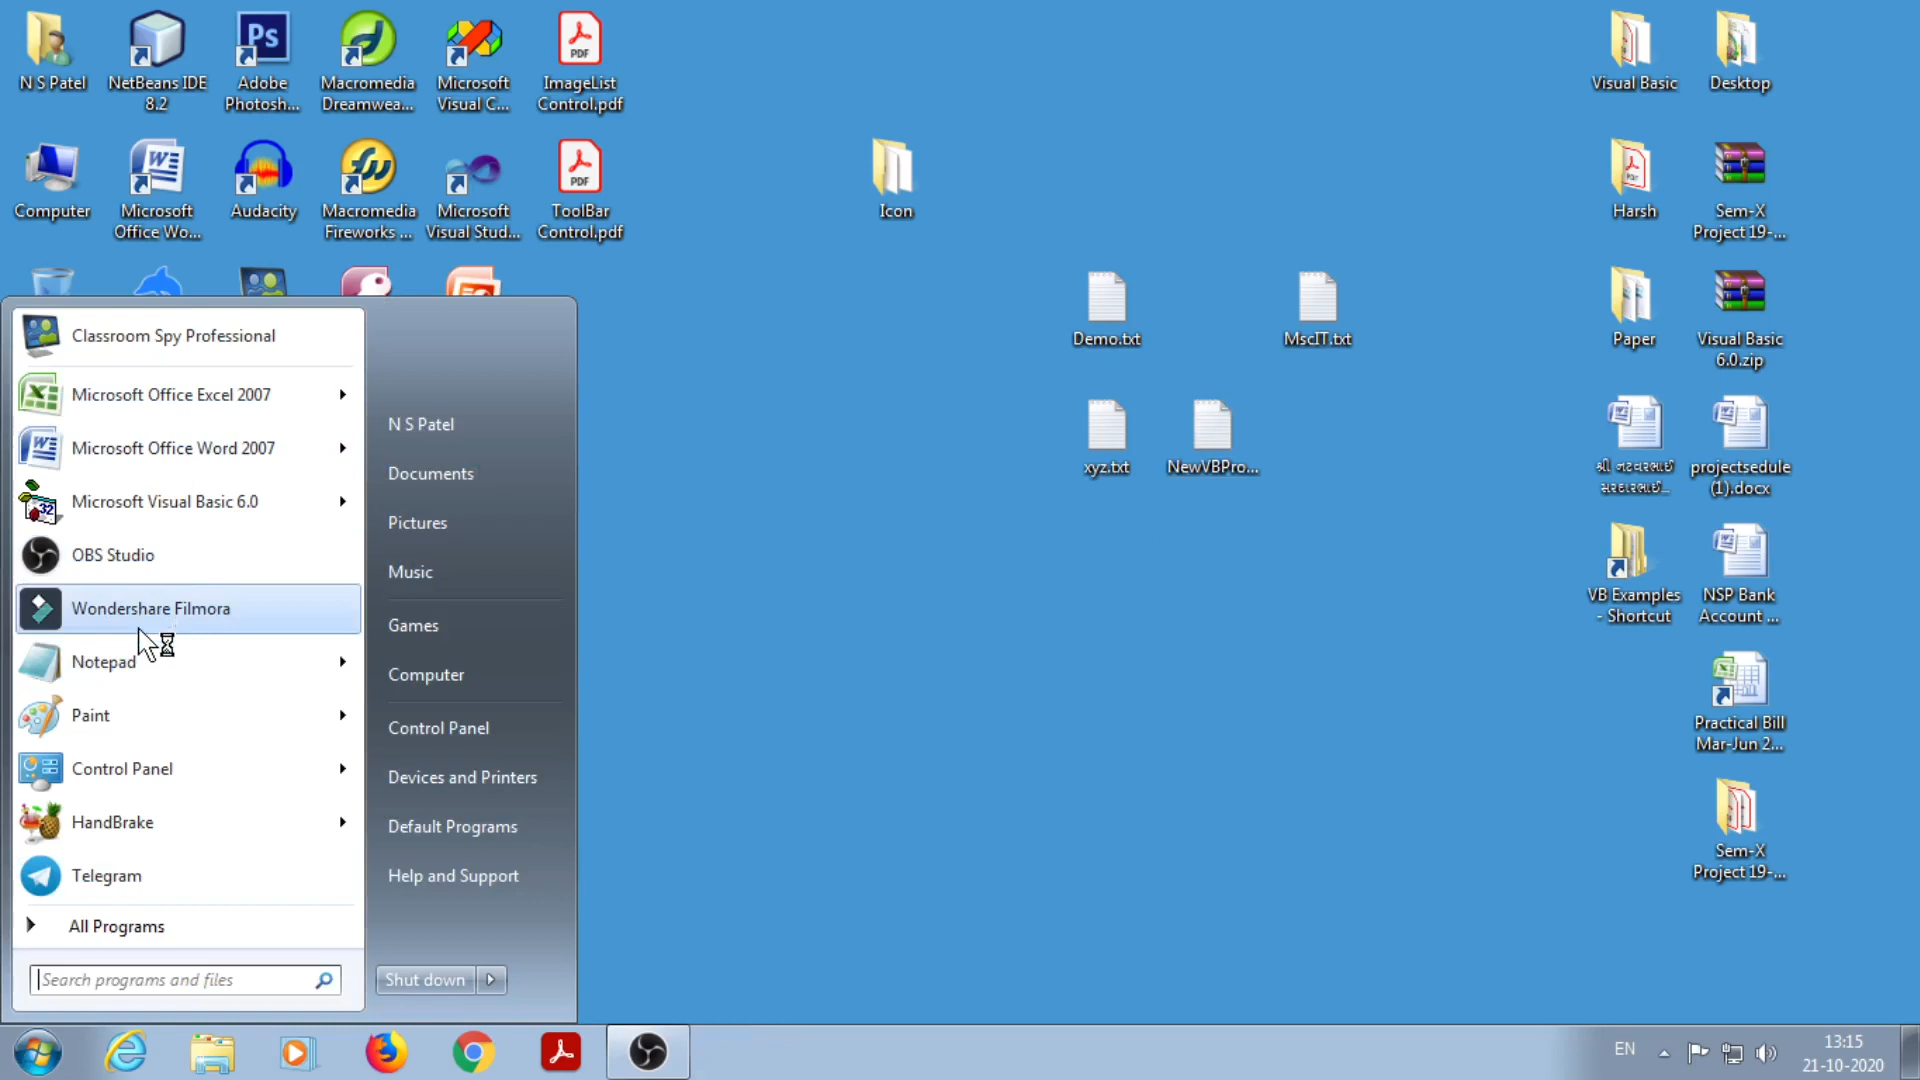 N S Patel
NetBeans IDE
8.2
Adobe
Photosh...
Macromedia
Dreamwea...
Microsoft
Visual C...
ImageList
Control.pdf
Visual Basic
Desktop
Computer
Microsoft
Office Wo...
Audacity
Macromedia
Fireworks ...
Microsoft
Visual Stud...
ToolBar
Control.pdf
Icon
Harsh
Sem-X
Project 19-...
Demo.txt
MscIT.txt
Paper
Visual Basic
6.0.zip
xyz.txt
NewVBPro...
શ્રી નટવરભાઈ
સરદારભાઈ...
projectsedule
(1).docx
VB Examples
- Shortcut
NSP Bank
Account ...
Practical Bill
Mar-Jun 2...
Sem-X
Project 19-...
Classroom Spy Professional
Microsoft Office Excel 2007
Microsoft Office Word 2007
Microsoft Visual Basic 6.0
OBS Studio
Wondershare Filmora
Notepad
Paint
Control Panel
HandBrake
Telegram
All Programs
Search programs and files
N S Patel
Documents
Pictures
Music
Games
Computer
Control Panel
Devices and Printers
Default Programs
Help and Support
Shut down
EN
13:15
21-10-2020